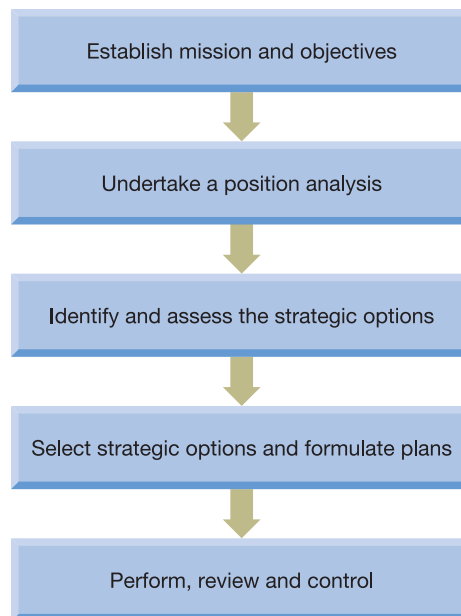 Establish mission and objectives
Undertake a position analysis
Identify and assess the strategic options
Select strategic options and formulate plans
Perform, review and control